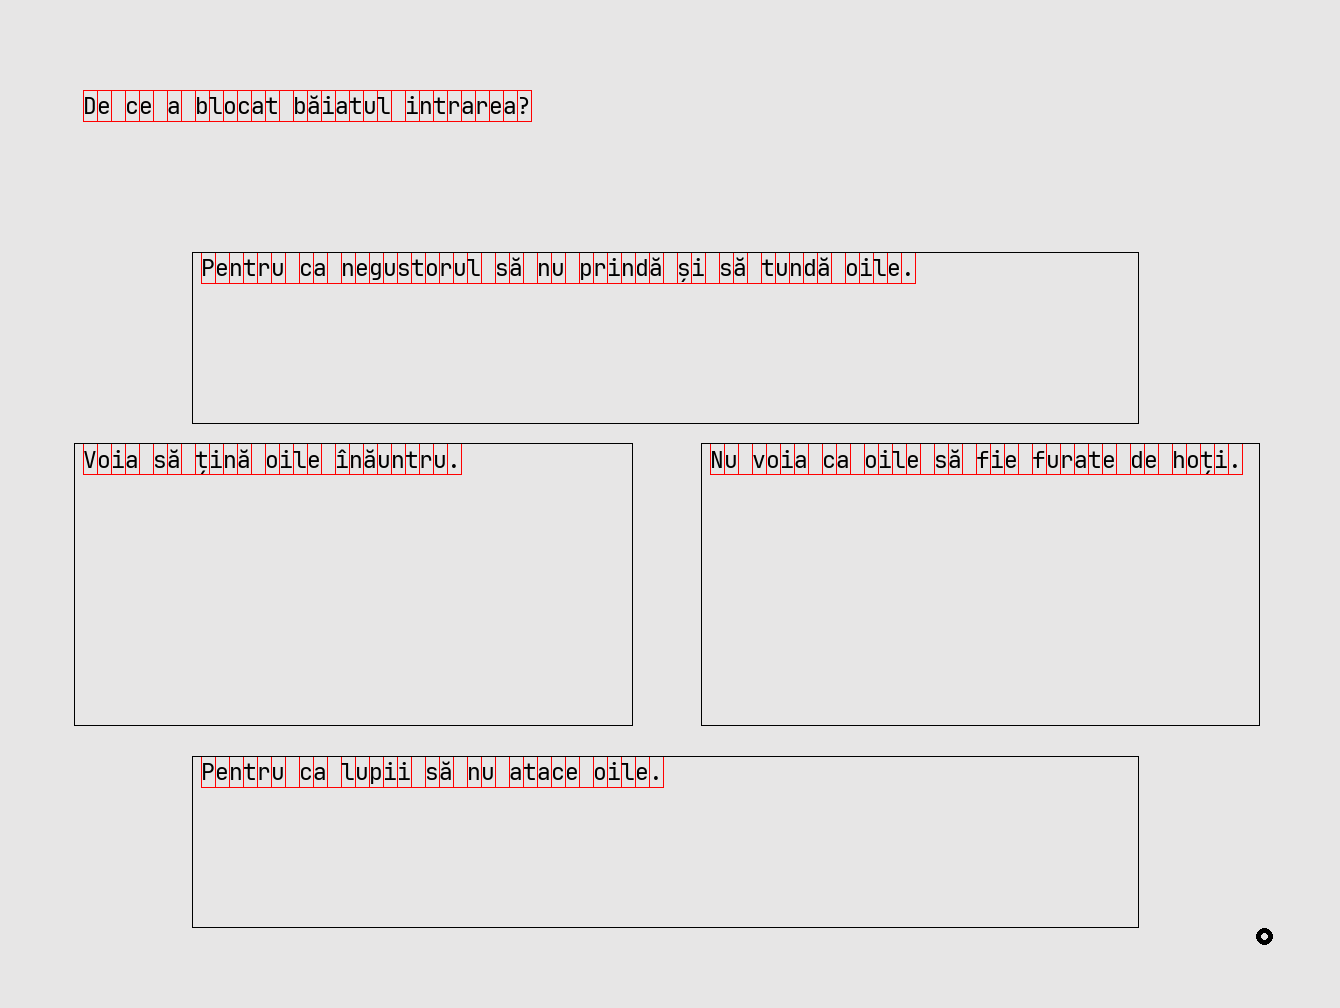 De ce a blocat băiatul intrarea?
Pentru ca negustorul să nu prindă și să tundă oile.
Voia să țină oile înăuntru.
Nu voia ca oile să fie furate de hoți.
Pentru ca lupii să nu atace oile.